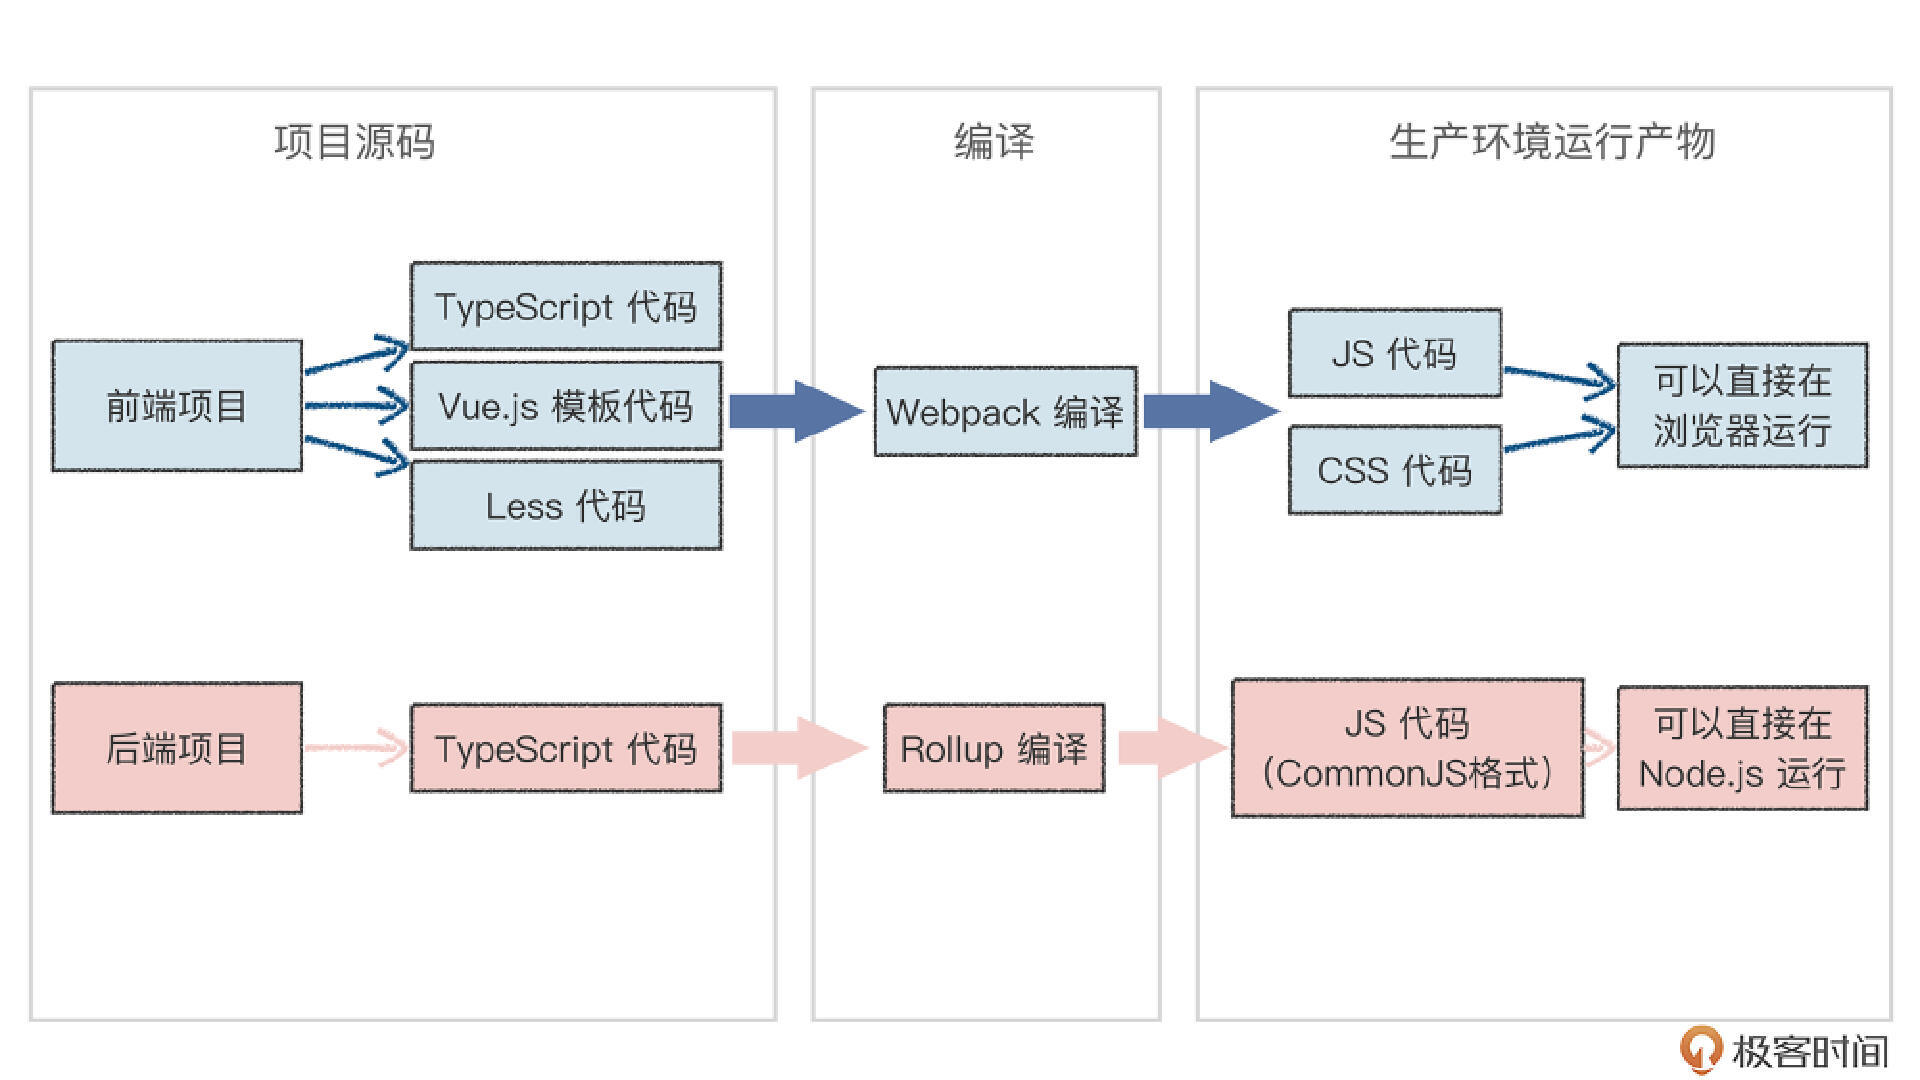 项目源码
编译
生产环境运行产物
前端项目
TypeScript 代码
Vue.js 模板代码
Less 代码
Webpack 编译
JS 代码
CSS 代码
可以直接在
浏览器运行
后端项目
TypeScript 代码
Rollup 编译
JS 代码
（CommonJS格式）
可以直接在
Node.js 运行
极客时间